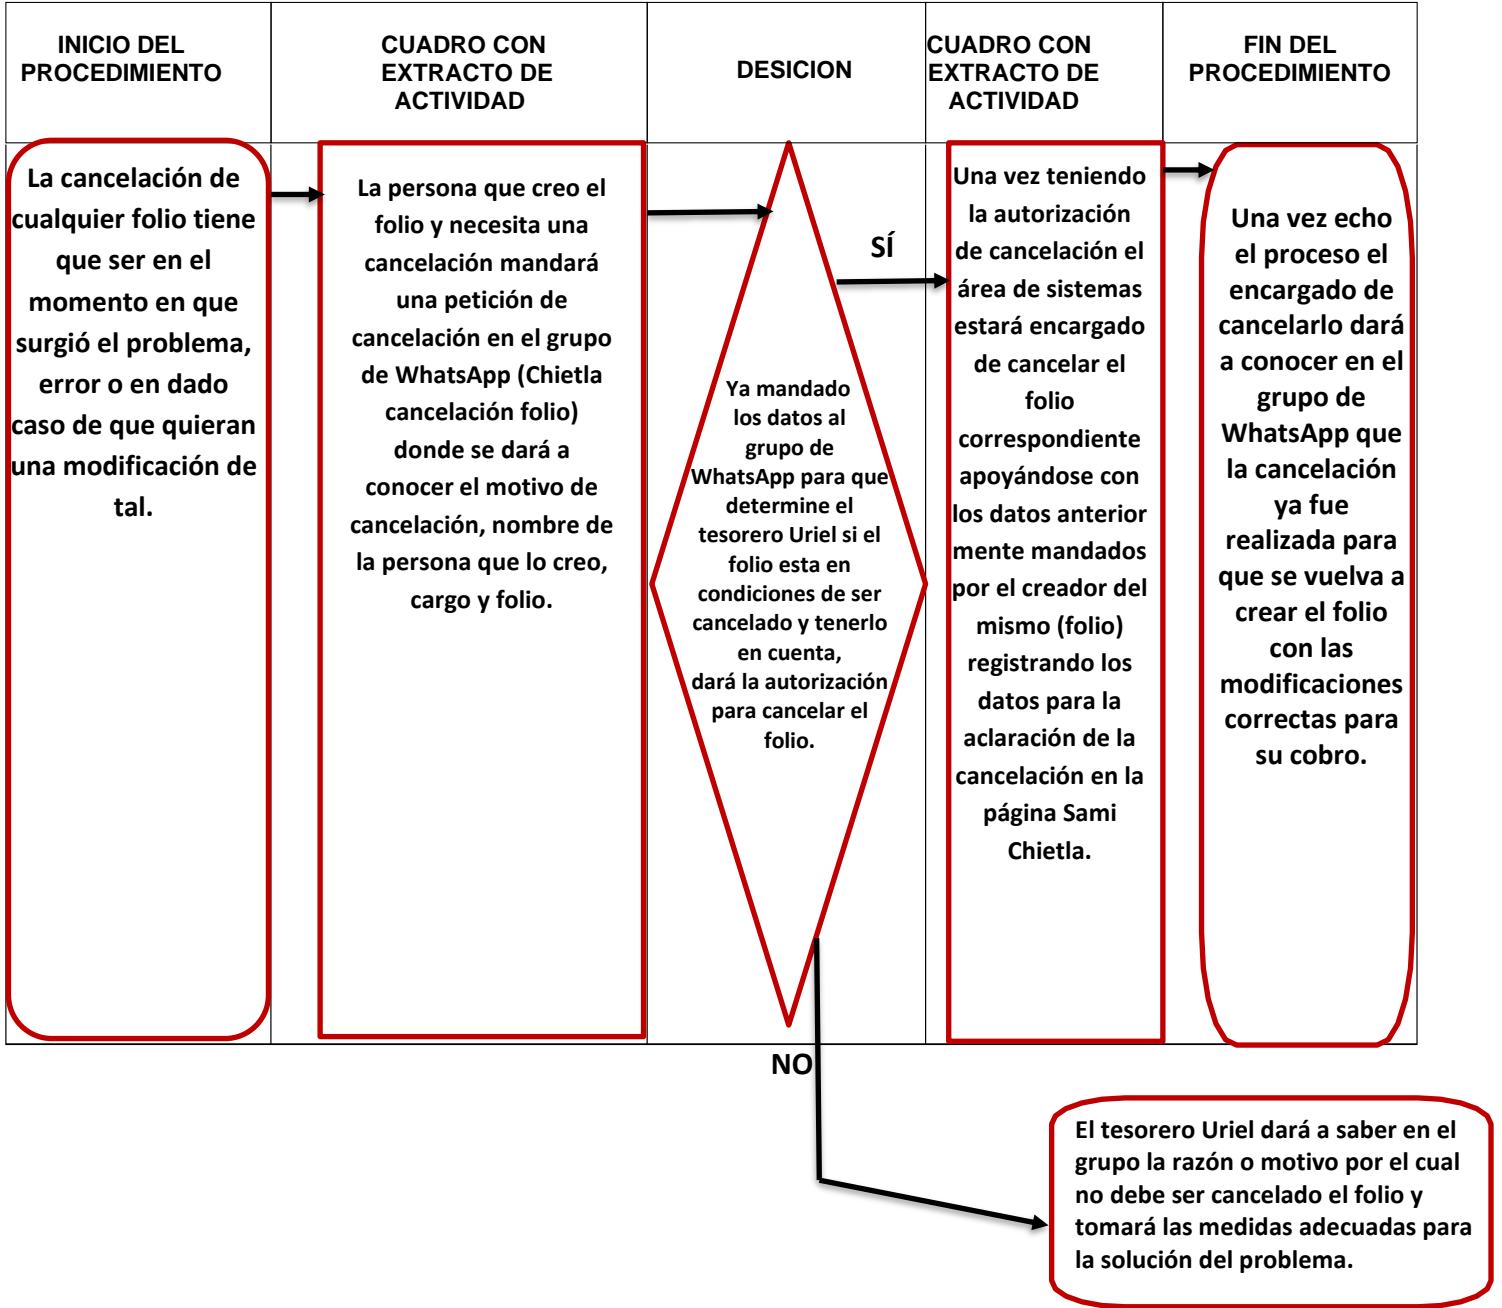 INICIO DEL
PROCEDIMIENTO
CUADRO CON
EXTRACTO DE
ACTIVIDAD
DESICION
CUADRO CON
EXTRACTO DE
ACTIVIDAD
FIN DEL
PROCEDIMIENTO
La cancelación de
cualquier folio tiene
que ser en el
momento en que
surgió el problema,
error o en dado
caso de que quieran
una modificación de
tal.
La persona que creo el
folio y necesita una
cancelación mandará
una petición de
cancelación en el grupo
de WhatsApp (Chietla
cancelación folio)
donde se dará a
conocer el motivo de
cancelación, nombre de
la persona que lo creo,
cargo y folio.
Ya mandado
los datos al
grupo de
WhatsApp para que
determine el
tesorero Uriel si el
folio esta en
condiciones de ser
cancelado y tenerlo
en cuenta,
dará la autorización
para cancelar el
folio.
SÍ
Una vez teniendo
la autorización
de cancelación el
área de sistemas
estará encargado
de cancelar el
folio
correspondiente
apoyándose con
los datos anterior
mente mandados
por el creador del
mismo (folio)
registrando los
datos para la
aclaración de la
cancelación en la
página Sami
Chietla.
Una vez echo
el proceso el
encargado de
cancelarlo dará
a conocer en el
grupo de
WhatsApp que
la cancelación
ya fue
realizada para
que se vuelva a
crear el folio
con las
modificaciones
correctas para
su cobro.
NO
El tesorero Uriel dará a saber en el
grupo la razón o motivo por el cual
no debe ser cancelado el folio y
tomará las medidas adecuadas para
la solución del problema.